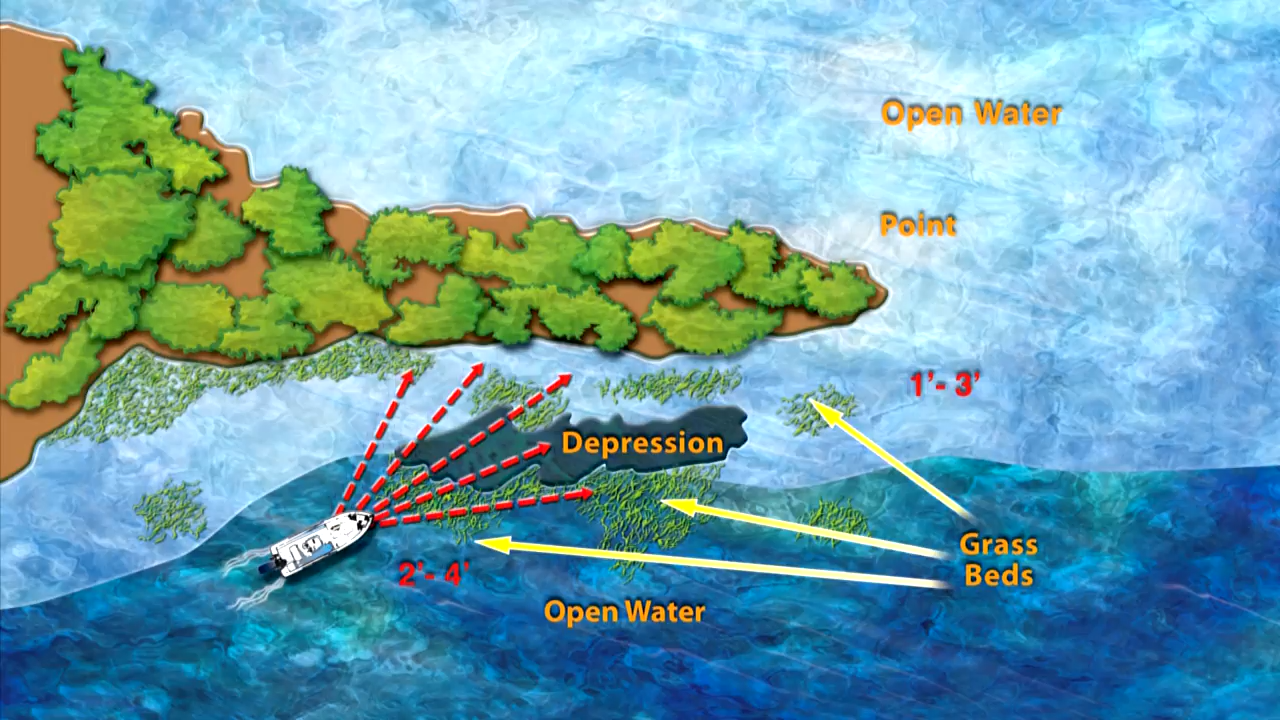 Open Water
Point
1'- 3'
Depression
Grass
Beds
2'- 4'
Open Water